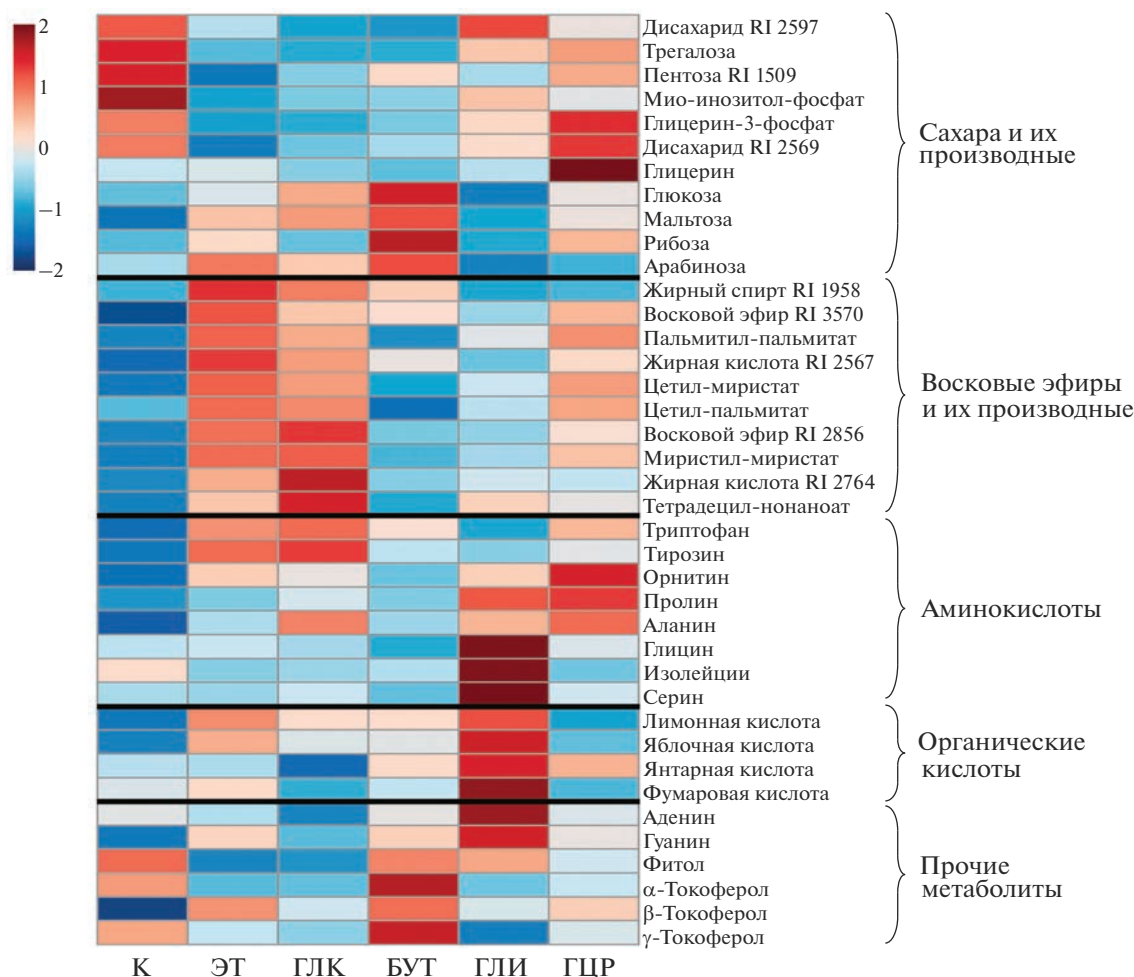 2
1
0
−1
−2
Дисахарид RI 2597
Трегалоза
Пентоза RI 1509
Мио-инозитол-фосфат
Глицерин-3-фосфат
Дисахарид RI 2569
Глицерин
Глюкоза
Мальтоза
Рибоза
Арабиноза
Сахара и их
производные
Жирный спирт RI 1958
Восковой эфир RI 3570
Пальмитил-пальмитат
Жирная кислота RI 2567
Цетил-миристат
Цетил-пальмитат
Восковой эфир RI 2856
Миристил-миристат
Жирная кислота RI 2764
Тетрадецил-нонаноат
Восковые эфиры
и их производные
Триптофан
Тирозин
Орнитин
Пролин
Аланин
Глицин
Изолейции
Серин
Аминокислоты
Лимонная кислота
Яблочная кислота
Янтарная кислота
Фумаровая кислота
Органические
кислоты
Аденин
Гуанин
Фитол
α-Токоферол
β-Токоферол
γ-Токоферол
Прочие
метаболиты
К ЭТ ГЛК БУТ ГЛИ ГЦР